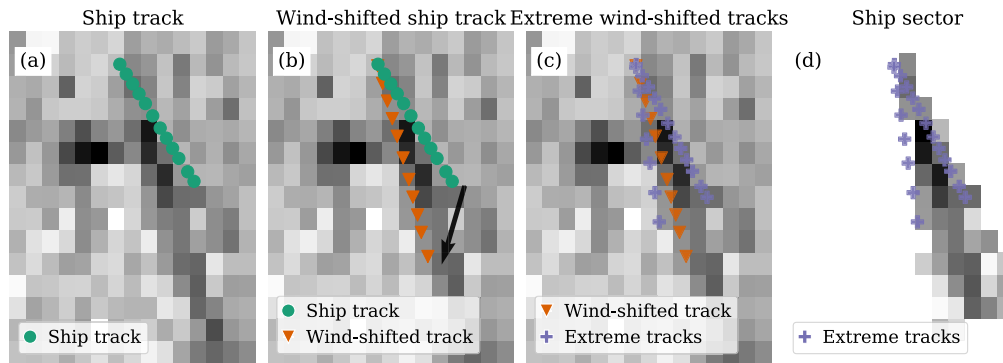 Ship track
Wind-shifted ship track
Extreme wind-shifted tracks
Ship sector
(a)
(b)
(c)
(d)
Ship track
Ship track
Wind-shifted track
Wind-shifted track
Extreme tracks
Extreme tracks